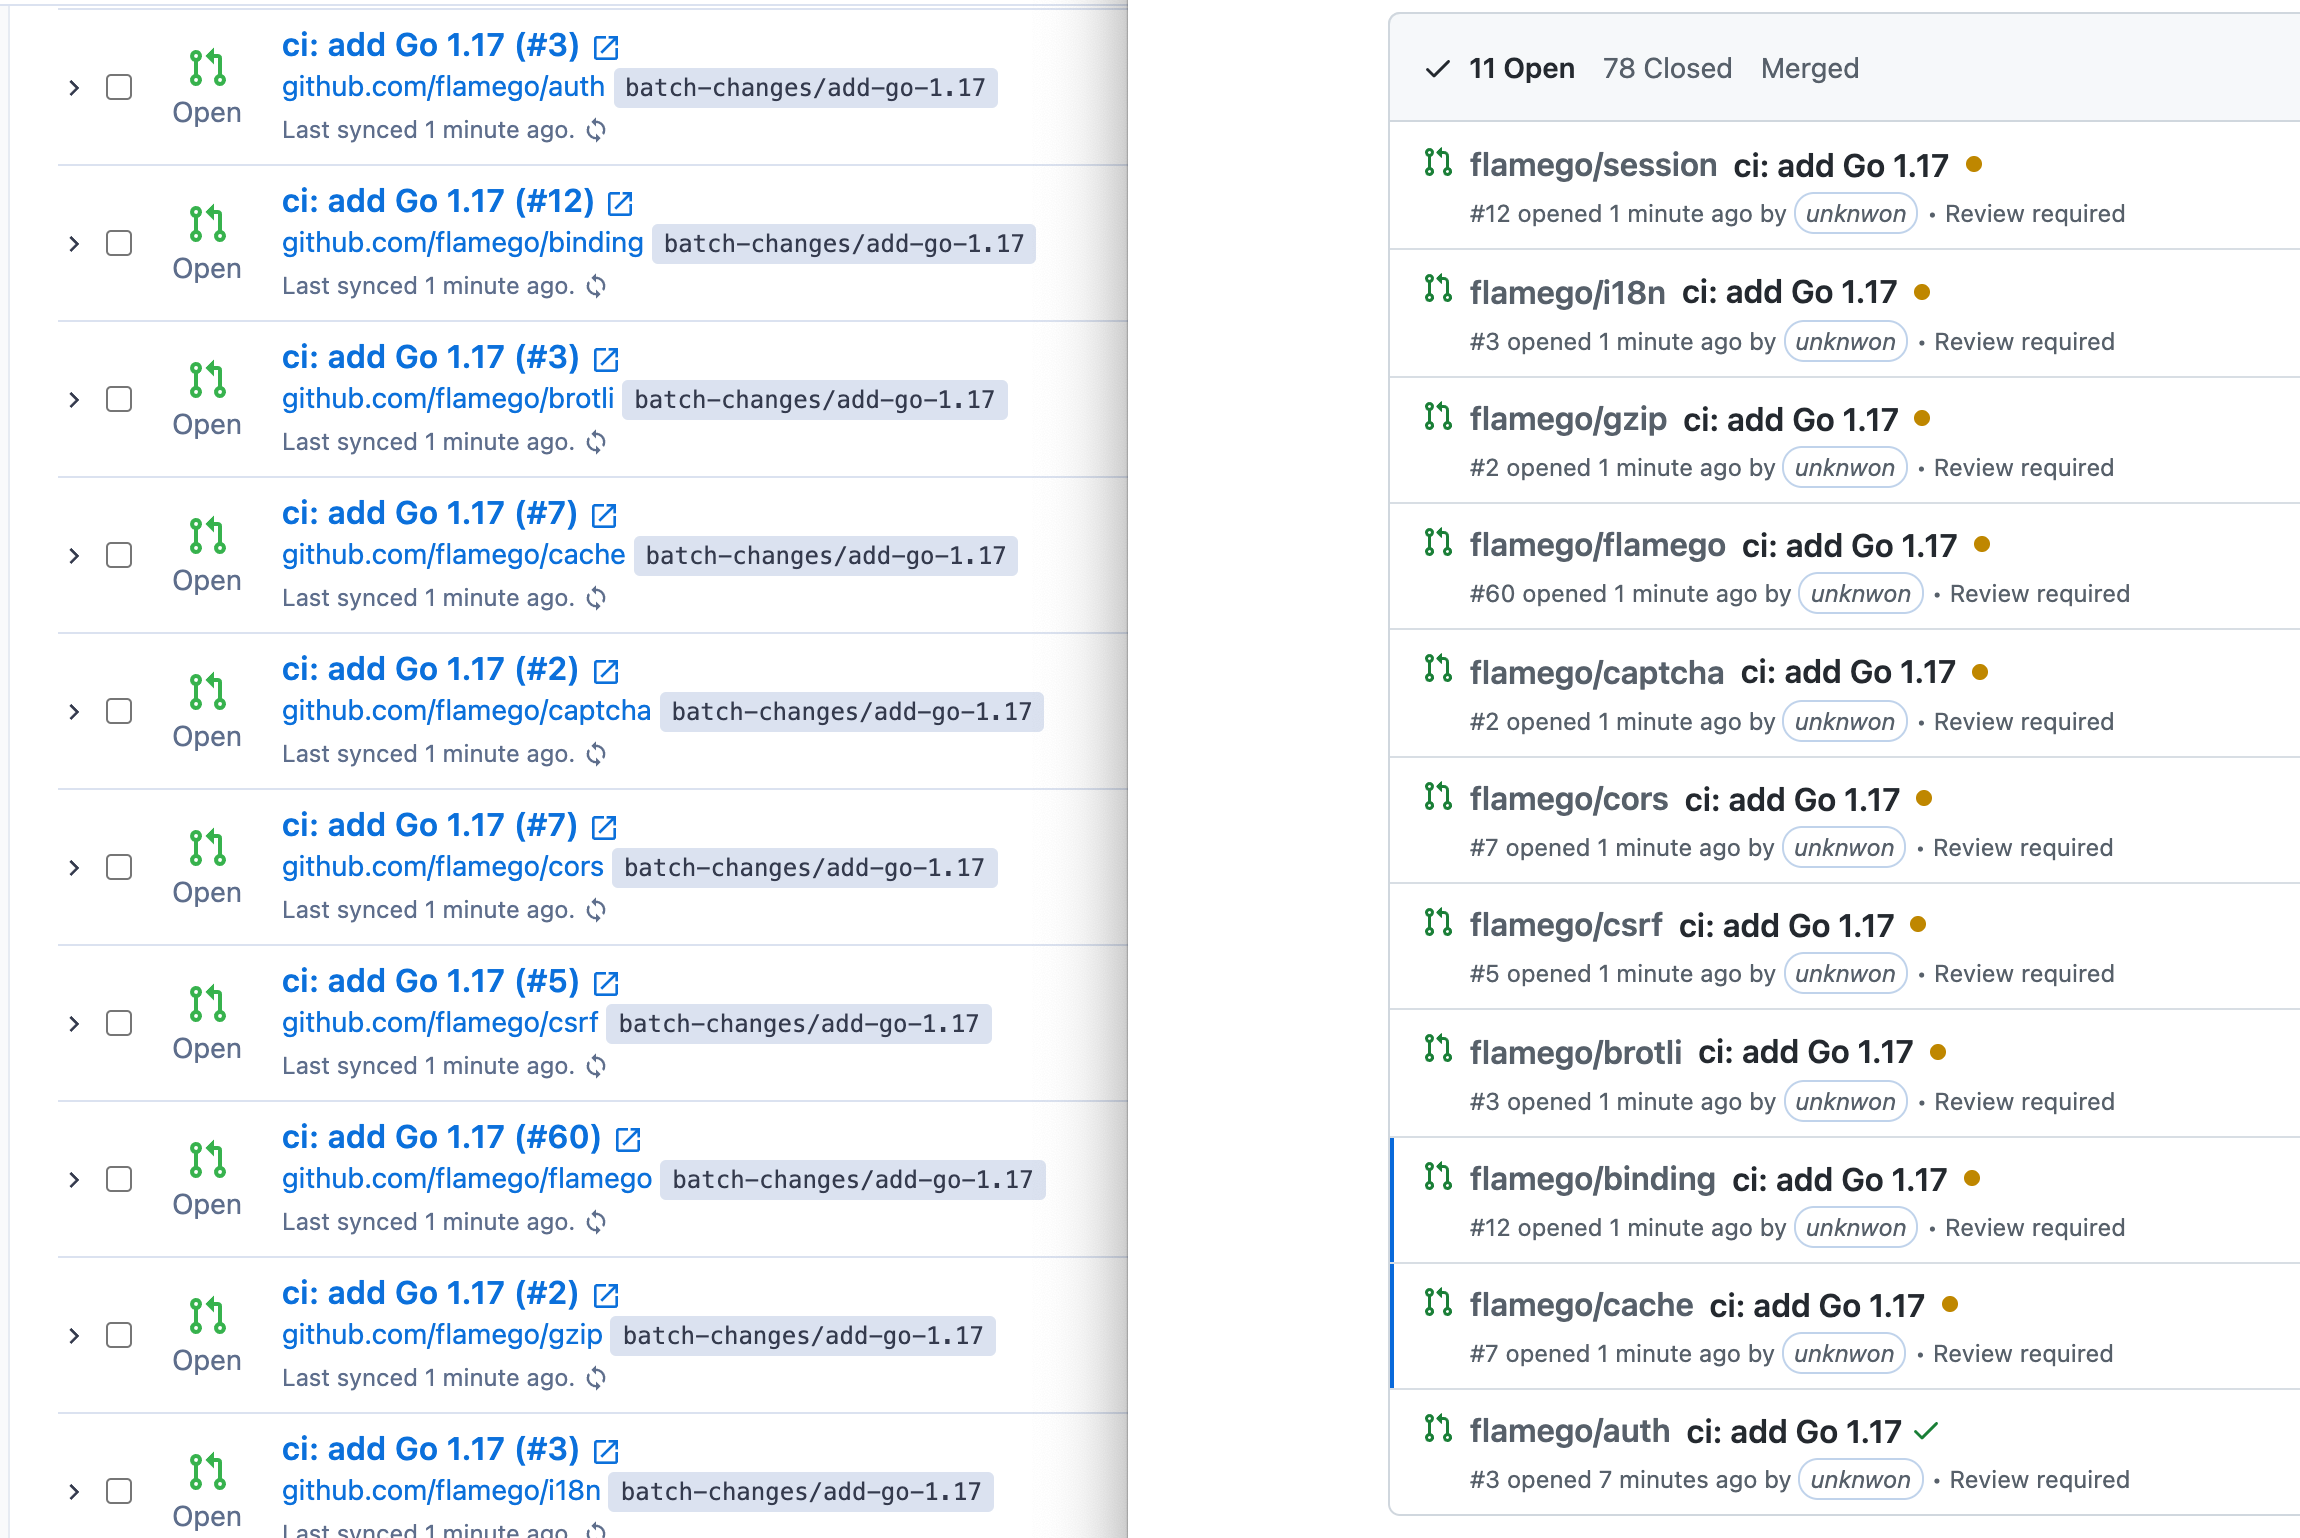 ci: add Go 1.17 (#3)
Open
github.com/flamego/auth batch-changes/add-go-1.17
Last synced 1 minute ago.
ci: add Go 1.17 (#12)
Open
github.com/flamego/binding batch-changes/add-go-1.17
Last synced 1 minute ago.
ci: add Go 1.17 (#3)
Open
github.com/flamego/brotli batch-changes/add-go-1.17
Last synced 1 minute ago.
ci: add Go 1.17 (#7)
Open
github.com/flamego/cache batch-changes/add-go-1.17
Last synced 1 minute ago.
ci: add Go 1.17 (#2)
Open
github.com/flamego/captcha batch-changes/add-go-1.17
Last synced 1 minute ago.
ci: add Go 1.17 (#7)
Open
github.com/flamego/cors batch-changes/add-go-1.17
Last synced 1 minute ago.
ci: add Go 1.17 (#5)
Open
github.com/flamego/csrf batch-changes/add-go-1.17
Last synced 1 minute ago.
ci: add Go 1.17 (#60)
Open
github.com/flamego/flamego batch-changes/add-go-1.17
Last synced 1 minute ago.
ci: add Go 1.17 (#2)
Open
github.com/flamego/gzip batch-changes/add-go-1.17
Last synced 1 minute ago.
ci: add Go 1.17 (#3)
Open
github.com/flamego/i18n batch-changes/add-go-1.17
Last synced 1 minute ago.
11 Open 78 Closed Merged
flamego/session ci: add Go 1.17
#12 opened 1 minute ago by unknwon • Review required
flamego/i18n ci: add Go 1.17
#3 opened 1 minute ago by unknwon • Review required
flamego/gzip ci: add Go 1.17
#2 opened 1 minute ago by unknwon • Review required
flamego/flamego ci: add Go 1.17
#60 opened 1 minute ago by unknwon • Review required
flamego/captcha ci: add Go 1.17
#2 opened 1 minute ago by unknwon • Review required
flamego/cors ci: add Go 1.17
#7 opened 1 minute ago by unknwon • Review required
flamego/csrf ci: add Go 1.17
#5 opened 1 minute ago by unknwon • Review required
flamego/brotli ci: add Go 1.17
#3 opened 1 minute ago by unknwon • Review required
flamego/binding ci: add Go 1.17
#12 opened 1 minute ago by unknwon • Review required
flamego/cache ci: add Go 1.17
#7 opened 1 minute ago by unknwon • Review required
flamego/auth ci: add Go 1.17
#3 opened 7 minutes ago by unknwon • Review required